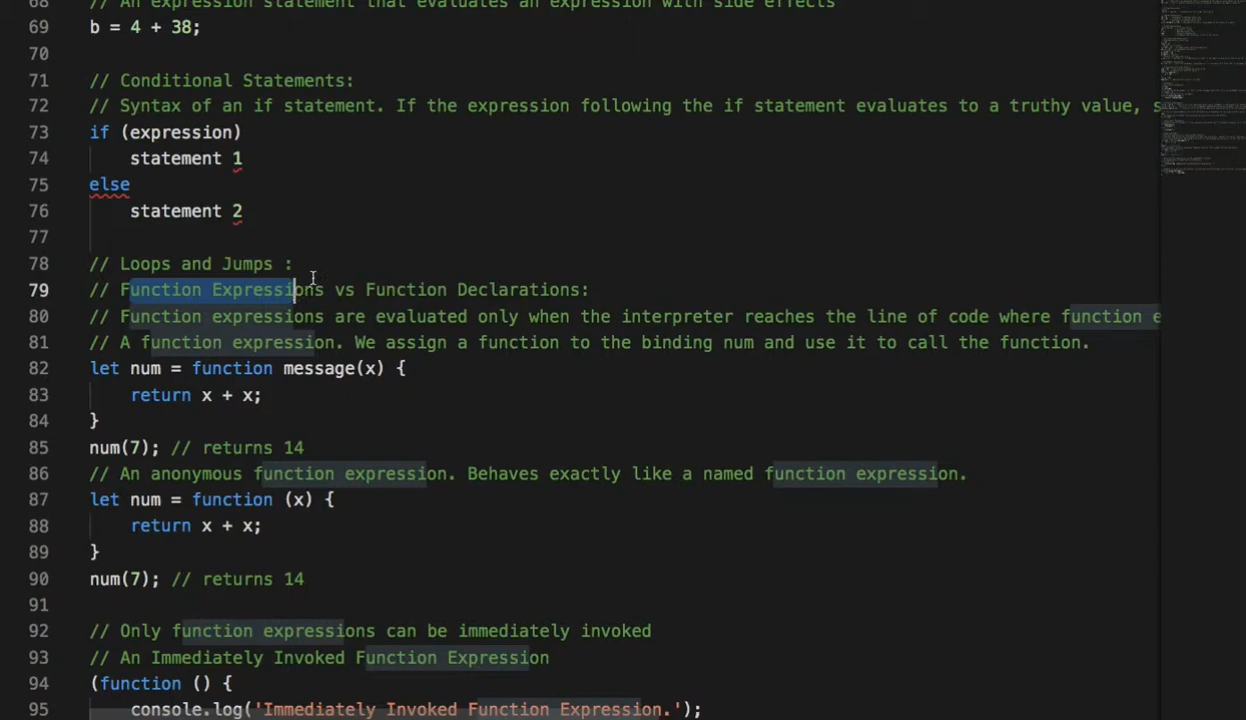 68 // An expression statement that evaluates an expression with side effects
69 b = 4 + 38;
70
71 // Conditional Statements:
72 // Syntax of an if statement. If the expression following the if statement evaluates to a truthy value, s
73 if (expression)
74 statement 1
75 else
76 statement 2
77
78 // Loops and Jumps :
79 // Function Expressions vs Function Declarations:
80 // Function expressions are evaluated only when the interpreter reaches the line of code where function e
81 // A function expression. We assign a function to the binding num and use it to call the function.
82 let num = function message(x) {
83 return x + x;
84 }
85 num(7); // returns 14
86 // An anonymous function expression. Behaves exactly like a named function expression.
87 let num = function (x) {
88 return x + x;
89 }
90 num(7); // returns 14
91
92 // Only function expressions can be immediately invoked
93 // An Immediately Invoked Function Expression
94 (function () {
95 console.log('Immediately Invoked Function Expression.');